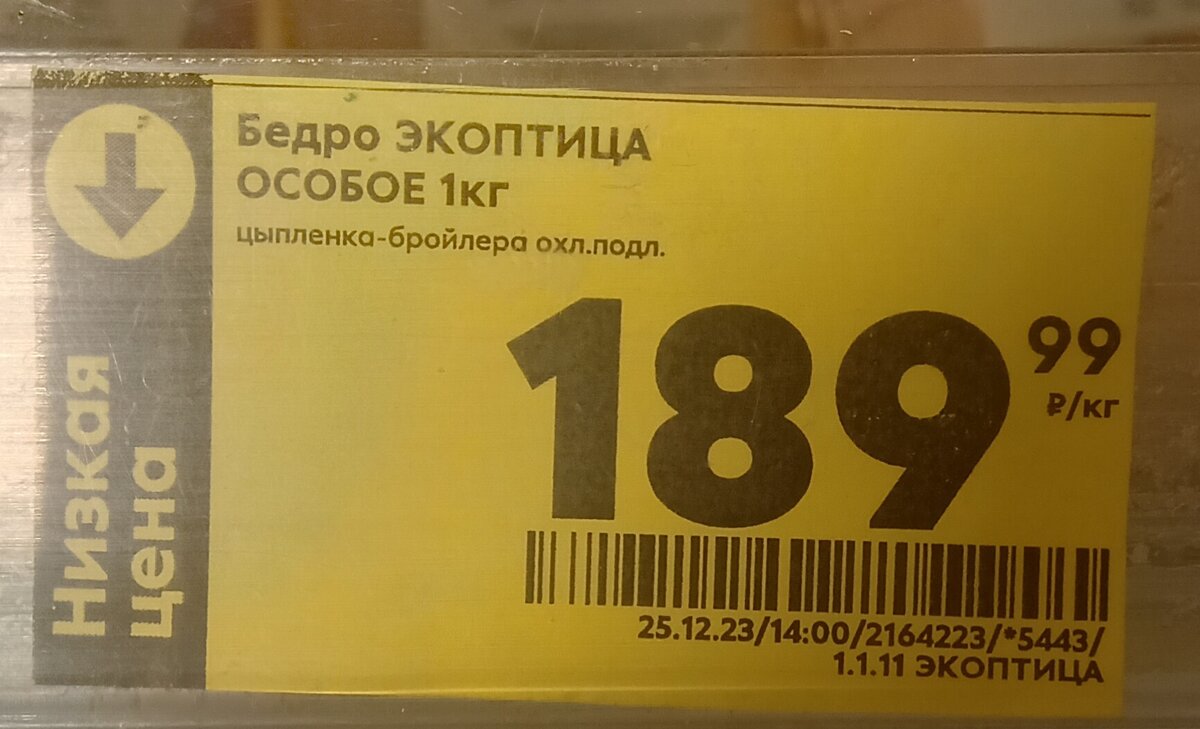 Бедро ЭКОПТИЦА
ОСОБОЕ 1кг
цыпленка-бройлера охл.подл.
189 99
₽/кг
Низкая
цена
25.12.23/14:00/2164223/*5443/
1.1.11 ЭКОПТИЦА